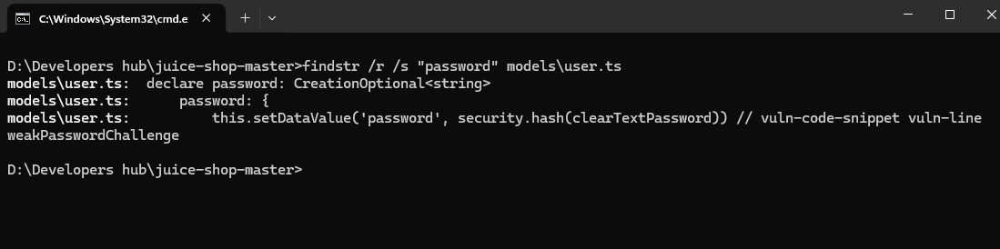 C:\Windows\System32\cmd.e
D:\Developers hub\juice-shop-master>findstr /r /s "password" models\user.ts
models\user.ts:  declare password: CreationOptional<string>
models\user.ts:      password: {
models\user.ts:          this.setDataValue('password', security.hash(clearTextPassword)) // vuln-code-snippet vuln-line
weakPasswordChallenge
D:\Developers hub\juice-shop-master>